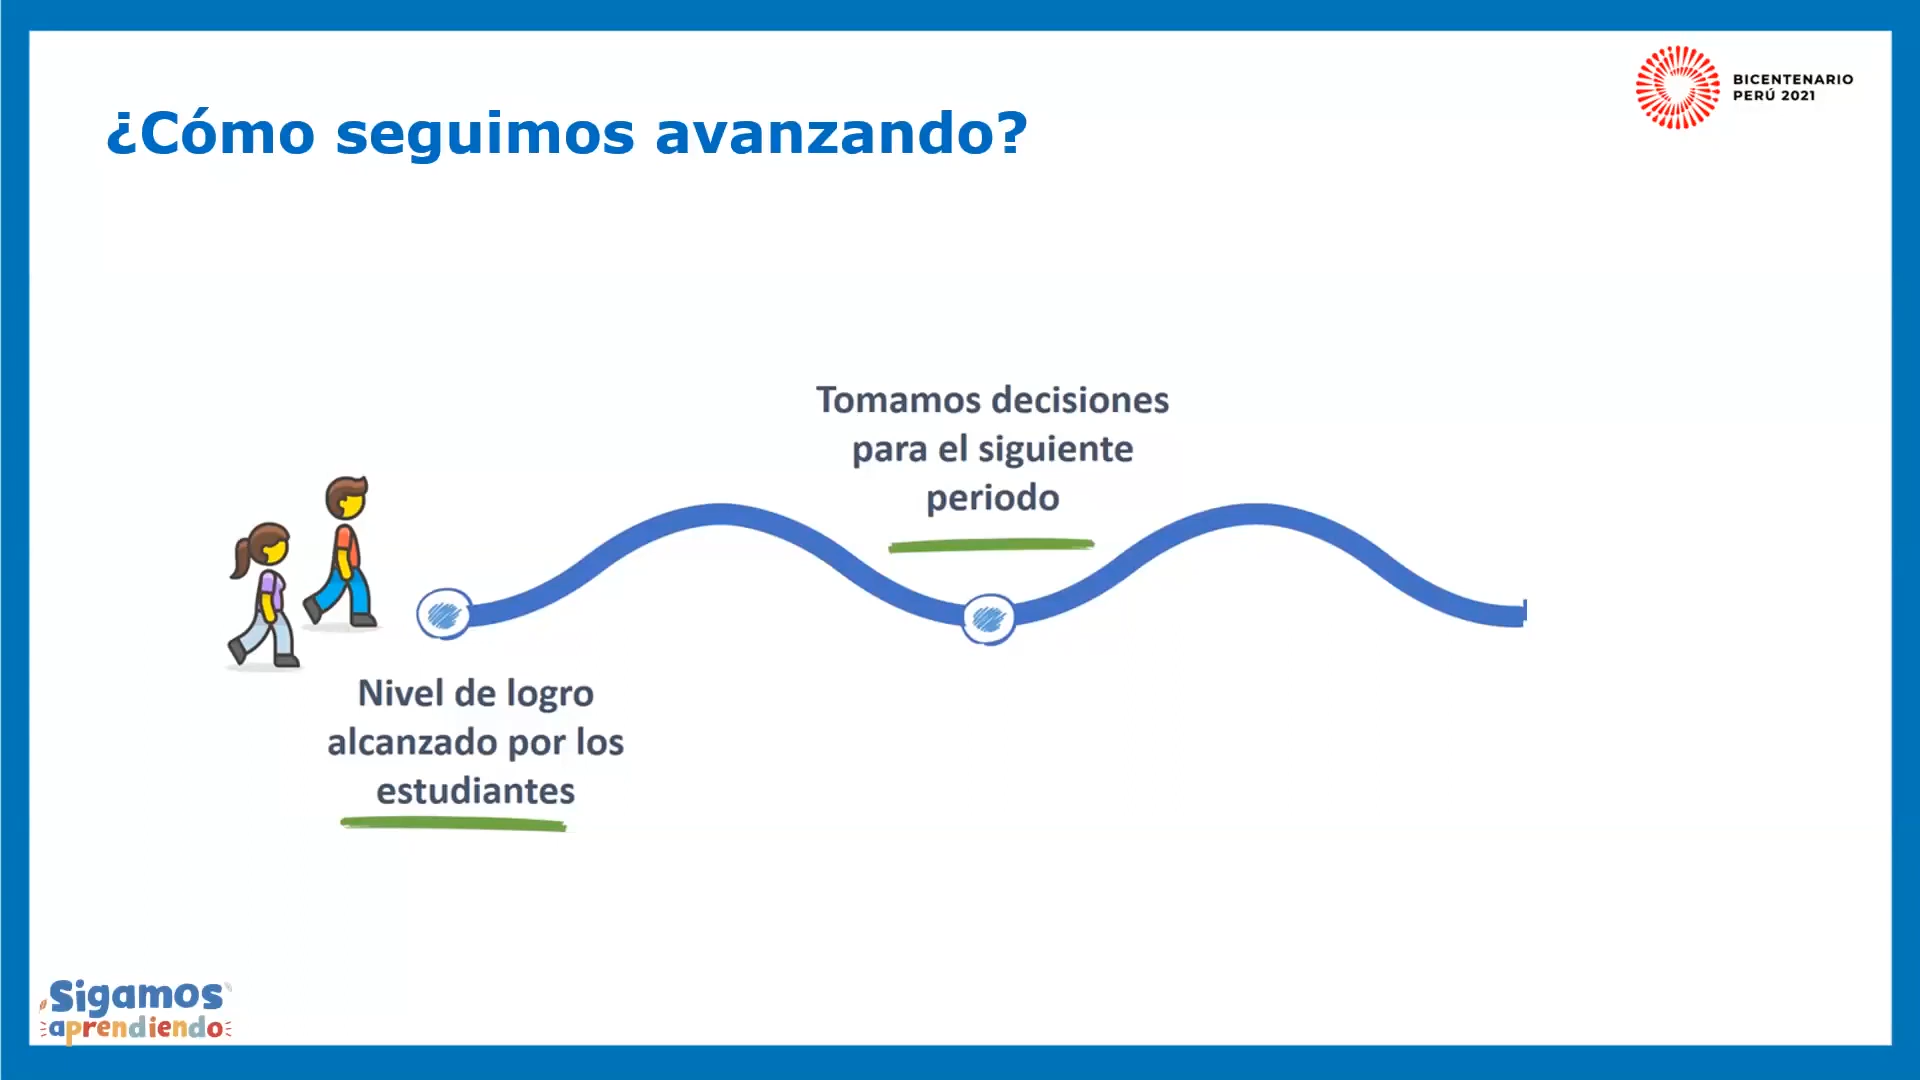 BICENTENARIO
PERÚ 2021
¿Cómo seguimos avanzando?
Tomamos decisiones
para el siguiente
periodo
Nivel de logro
alcanzado por los
estudiantes
Sigamos
aprendiendo